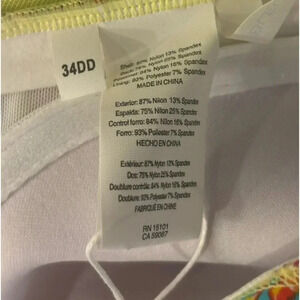 34DD
Shell: 87% Nylon 13% Spandex
Back: 75% Nylon 25% Spandex
84% Nylon 16% Spandex
Lining: 93% Polyester 7% Spandex
MADE IN CHINA
Exterior: 87% Nilon 13% Spandex
Espalda: 75% Nilon 25% Spandex
Control forro: 84% Nilon 16% Spandex
Forro: 93% Poliester 7% Spandex
HECHO EN CHINA
Extérieur: 87% Nylon 13% Spandex
Dos: 75% Nylon 25% Spandex
Doublure contrôle: 84% Nylon 16% Spandex
Doublure: 93% Polyester 7% Spandex
FABRIQUÉ EN CHINE
RN 15101
CA 59087